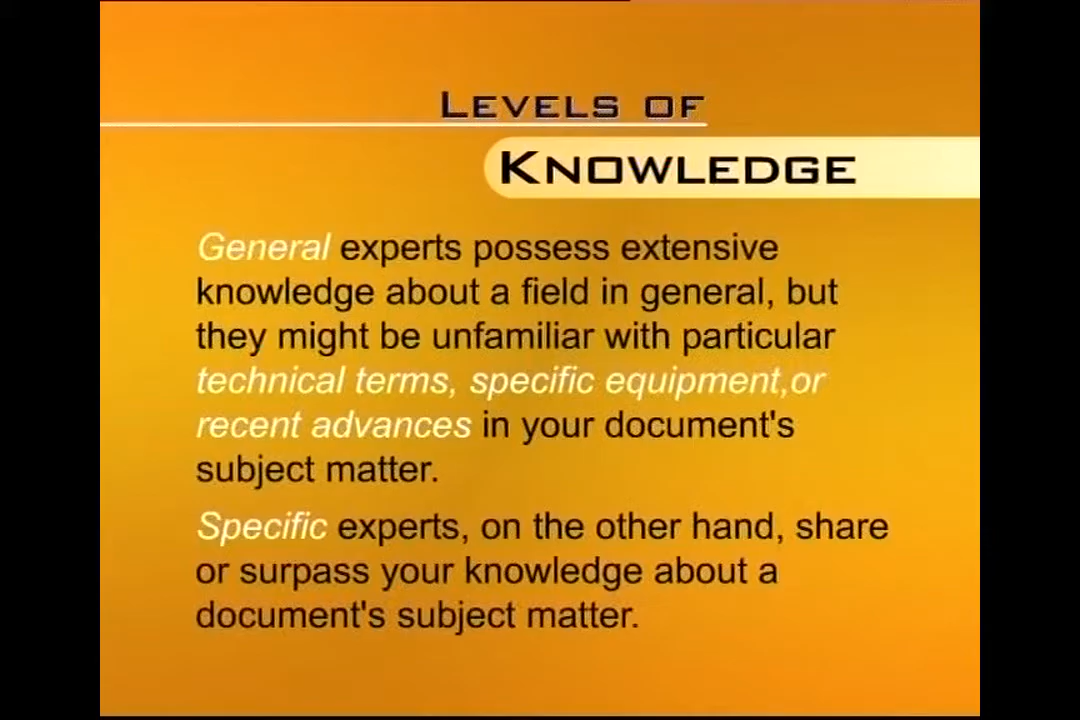 LEVELS OF
KNOWLEDGE
General experts possess extensive
knowledge about a field in general, but
they might be unfamiliar with particular
technical terms, specific equipment,or
recent advances in your document's
subject matter.
Specific experts, on the other hand, share
or surpass your knowledge about a
document's subject matter.